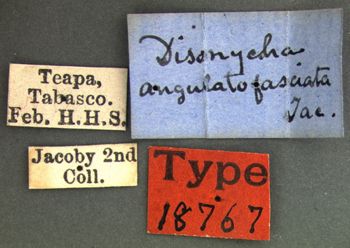 Teapa,
Tabasco.
Feb. H.H.S.
Disonycha
angulatofasciata
Jac.
Jacoby 2nd
Coll.
Type
18767